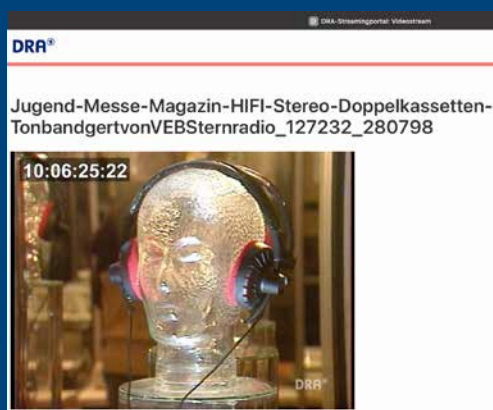 DRA-Streamingportal: Videostream
DRA®
Jugend-Messe-Magazin-HIFI-Stereo-Doppelkassetten-
TonbandgertvonVEBSternradio_127232_280798
10:06:25:22
DRA®